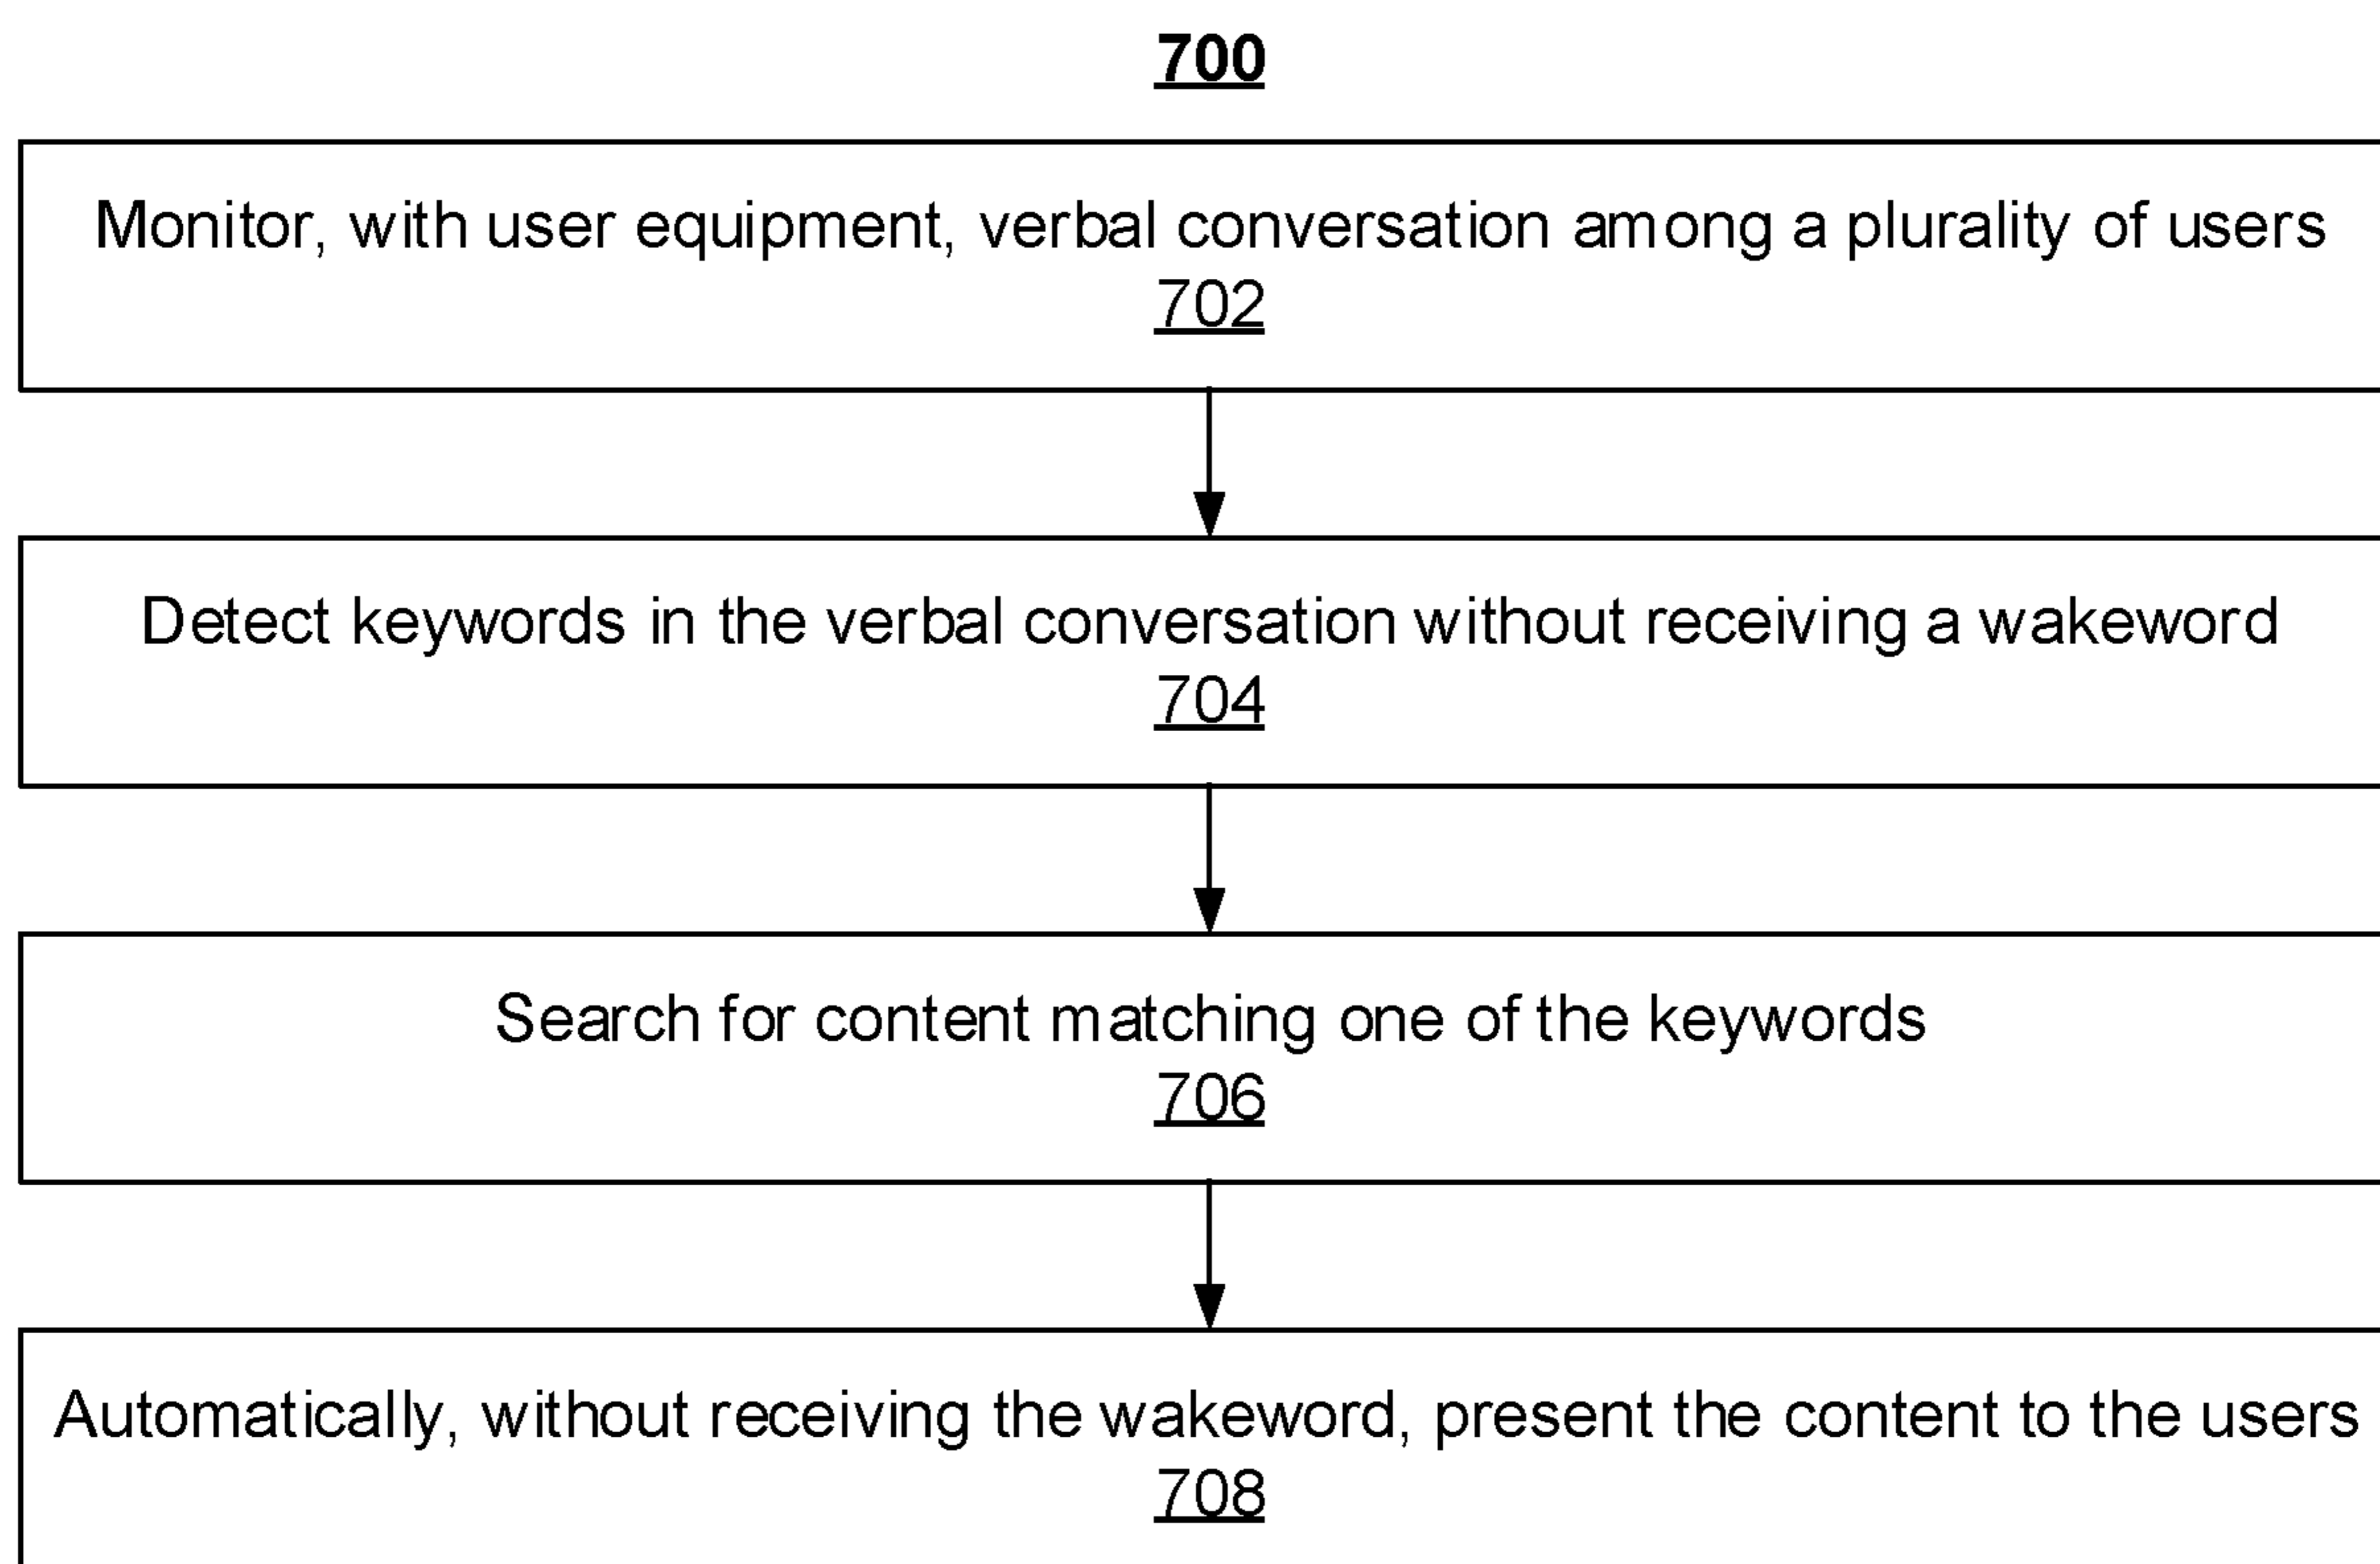 700
Monitor, with user equipment, verbal conversation among a plurality of users
702
Detect keywords in the verbal conversation without receiving a wakeword
704
Search for content matching one of the keywords
706
Automatically, without receiving the wakeword, present the content to the users
708